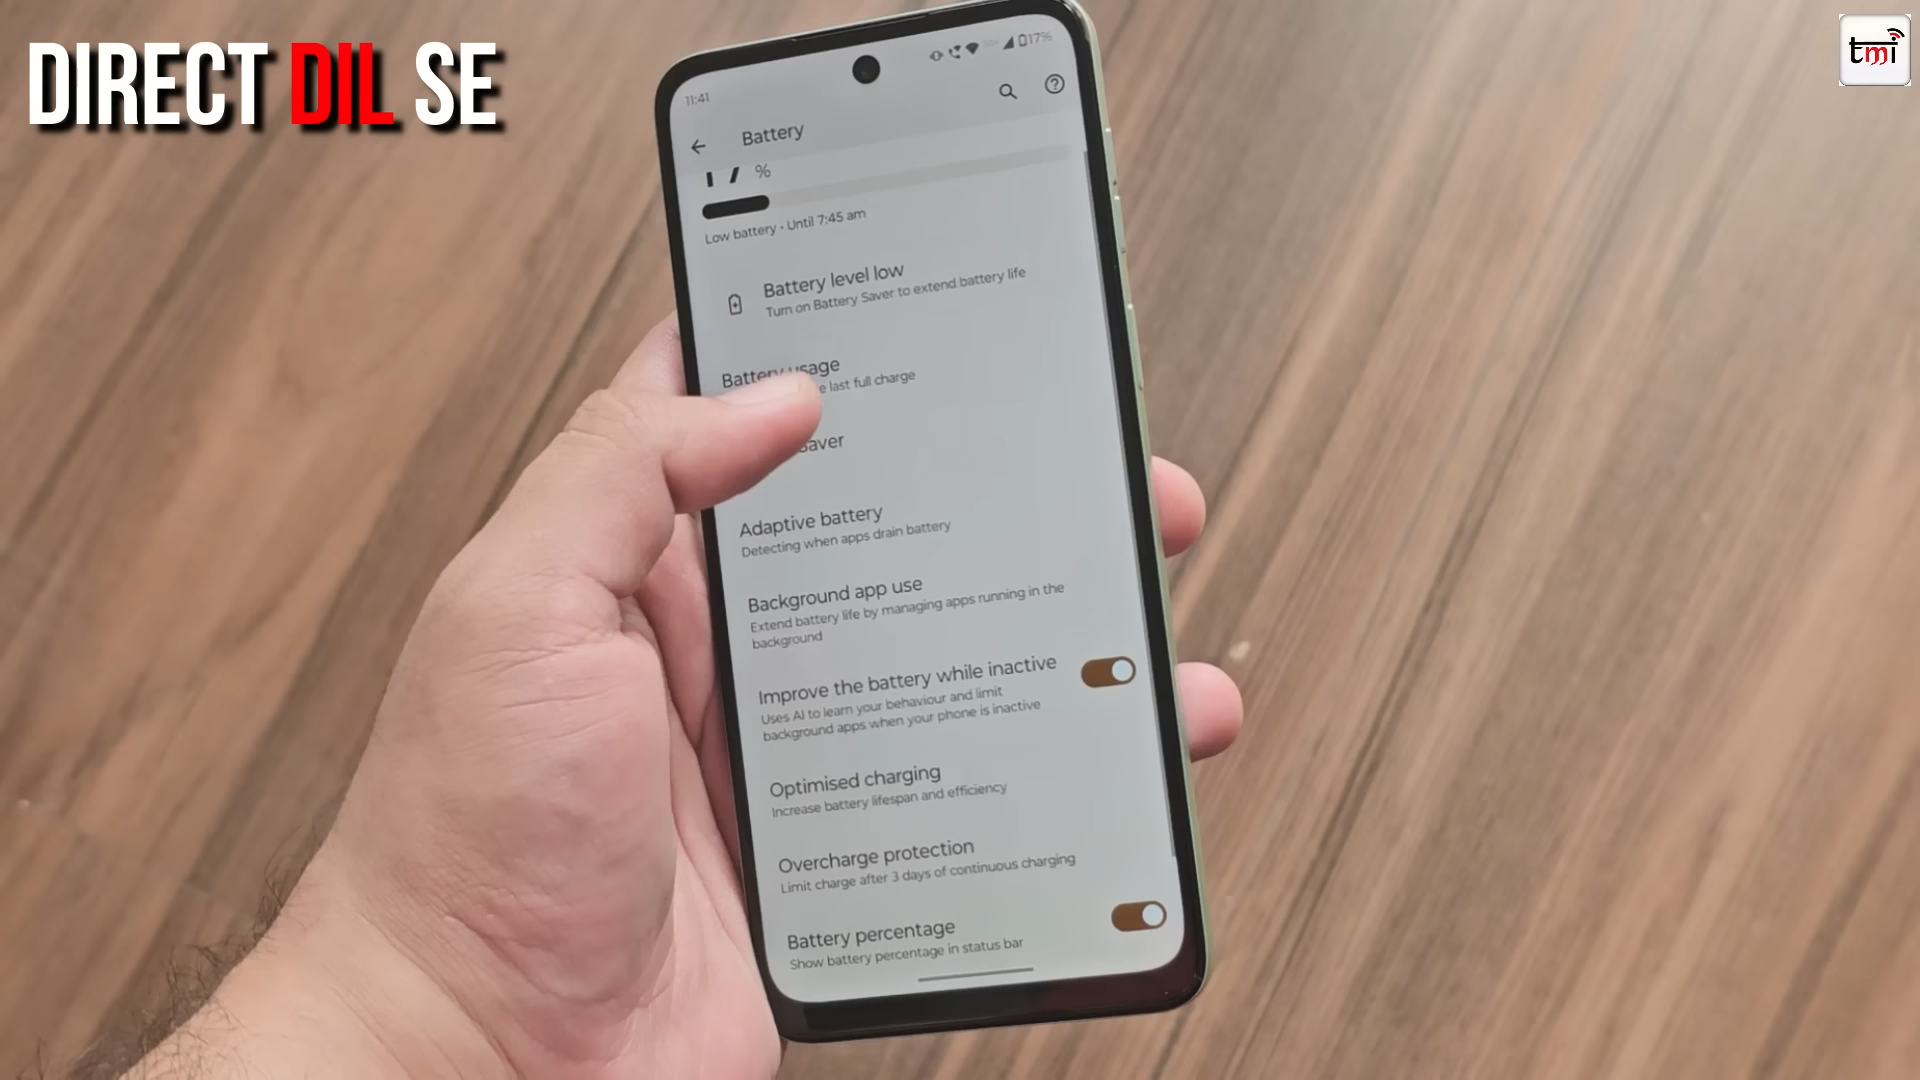 DIRECT DIL SE
tmi
11:41
17%
Battery
%
Low battery • Until 7:45 am
Battery level low
Turn on Battery Saver to extend battery life
Battery usage
last full charge
Saver
Adaptive battery
Detecting when apps drain battery
Background app use
Extend battery life by managing apps running in the
background
Improve the battery while inactive
Uses AI to learn your behaviour and limit
background apps when your phone is inactive
Optimised charging
Increase battery lifespan and efficiency
Overcharge protection
Limit charge after 3 days of continuous charging
Battery percentage
Show battery percentage in status bar